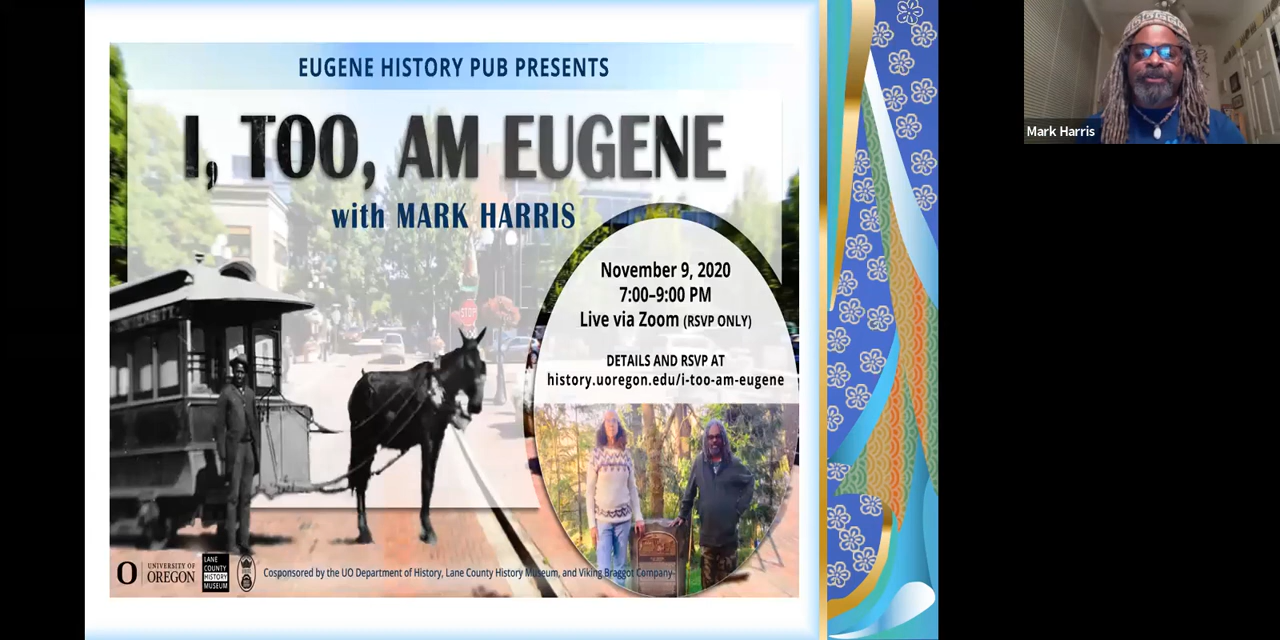 EUGENE HISTORY PUB PRESENTS
I, TOO, AM EUGENE
with MARK HARRIS
November 9, 2020
7:00–9:00 PM
Live via Zoom (RSVP ONLY)
DETAILS AND RSVP AT
history.uoregon.edu/i-too-am-eugene
STOP
O
UNIVERSITY OF
OREGON
LANE
COUNTY
HISTORY
MUSEUM
Cosponsored by the UO Department of History, Lane County History Museum, and Viking Braggot Company
Mark Harris